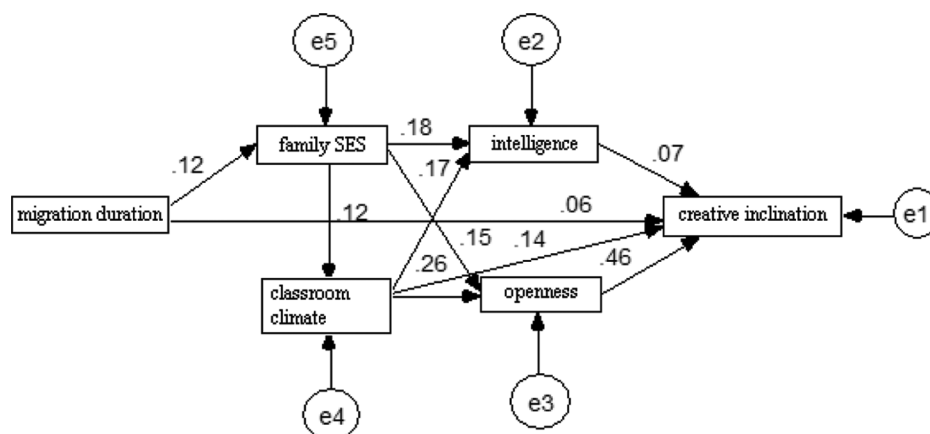 e5
e2
family SES
.18
intelligence
.12
.17
.07
migration duration
.12
.06
creative inclination
e1
.15
.14
.26
.46
classroom
climate
openness
e4
e3